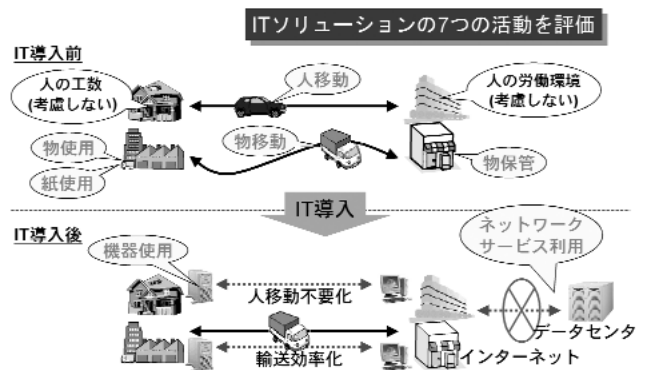 ITソリューションの7つの活動を評価
IT導入前
人の工数
(考慮しない)
人移動
人の労働環境
(考慮しない)
物使用
紙使用
物移動
物保管
IT導入
IT導入後
機器使用
ネットワーク
サービス利用
人移動不要化
データセンタ
輸送効率化
インターネット